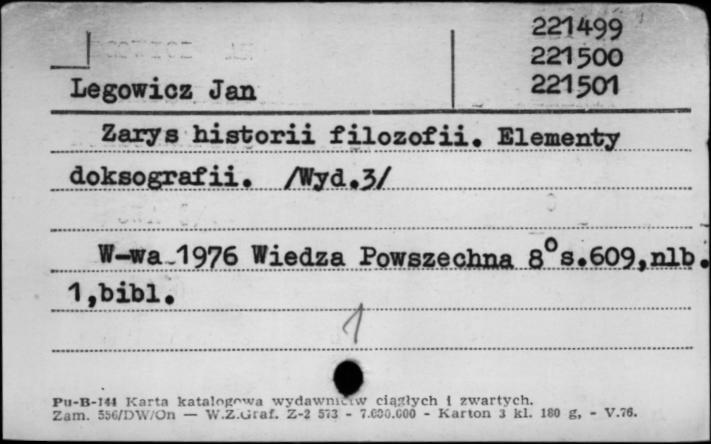 221499
221500
221501
Legowicz Jan
Zarys historii filozofii. Elementy
doksografii. /Wyd.3/
W-wa 1976 Wiedza Powszechna 8° s.609,nlb.
1,bibl.
1
Pu-B-144 Karta katalogowa wydawnictw ciągłych i zwartych.
Zam. 556/DW/On — W.Z.Graf. Z-2 573 - 7.000.000 - Karton 3 kl. 180 g, - V.76.